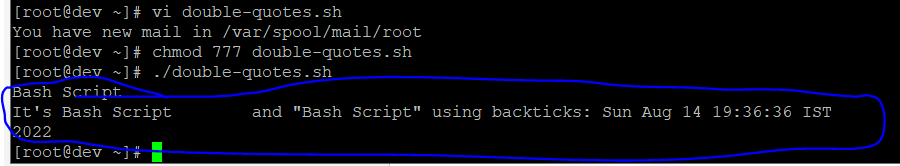 [root@dev ~]# vi double-quotes.sh
You have new mail in /var/spool/mail/root
[root@dev ~]# chmod 777 double-quotes.sh
[root@dev ~]# ./double-quotes.sh
Bash Script
It's Bash Script        and "Bash Script" using backticks: Sun Aug 14 19:36:36 IST
2022
[root@dev ~]#